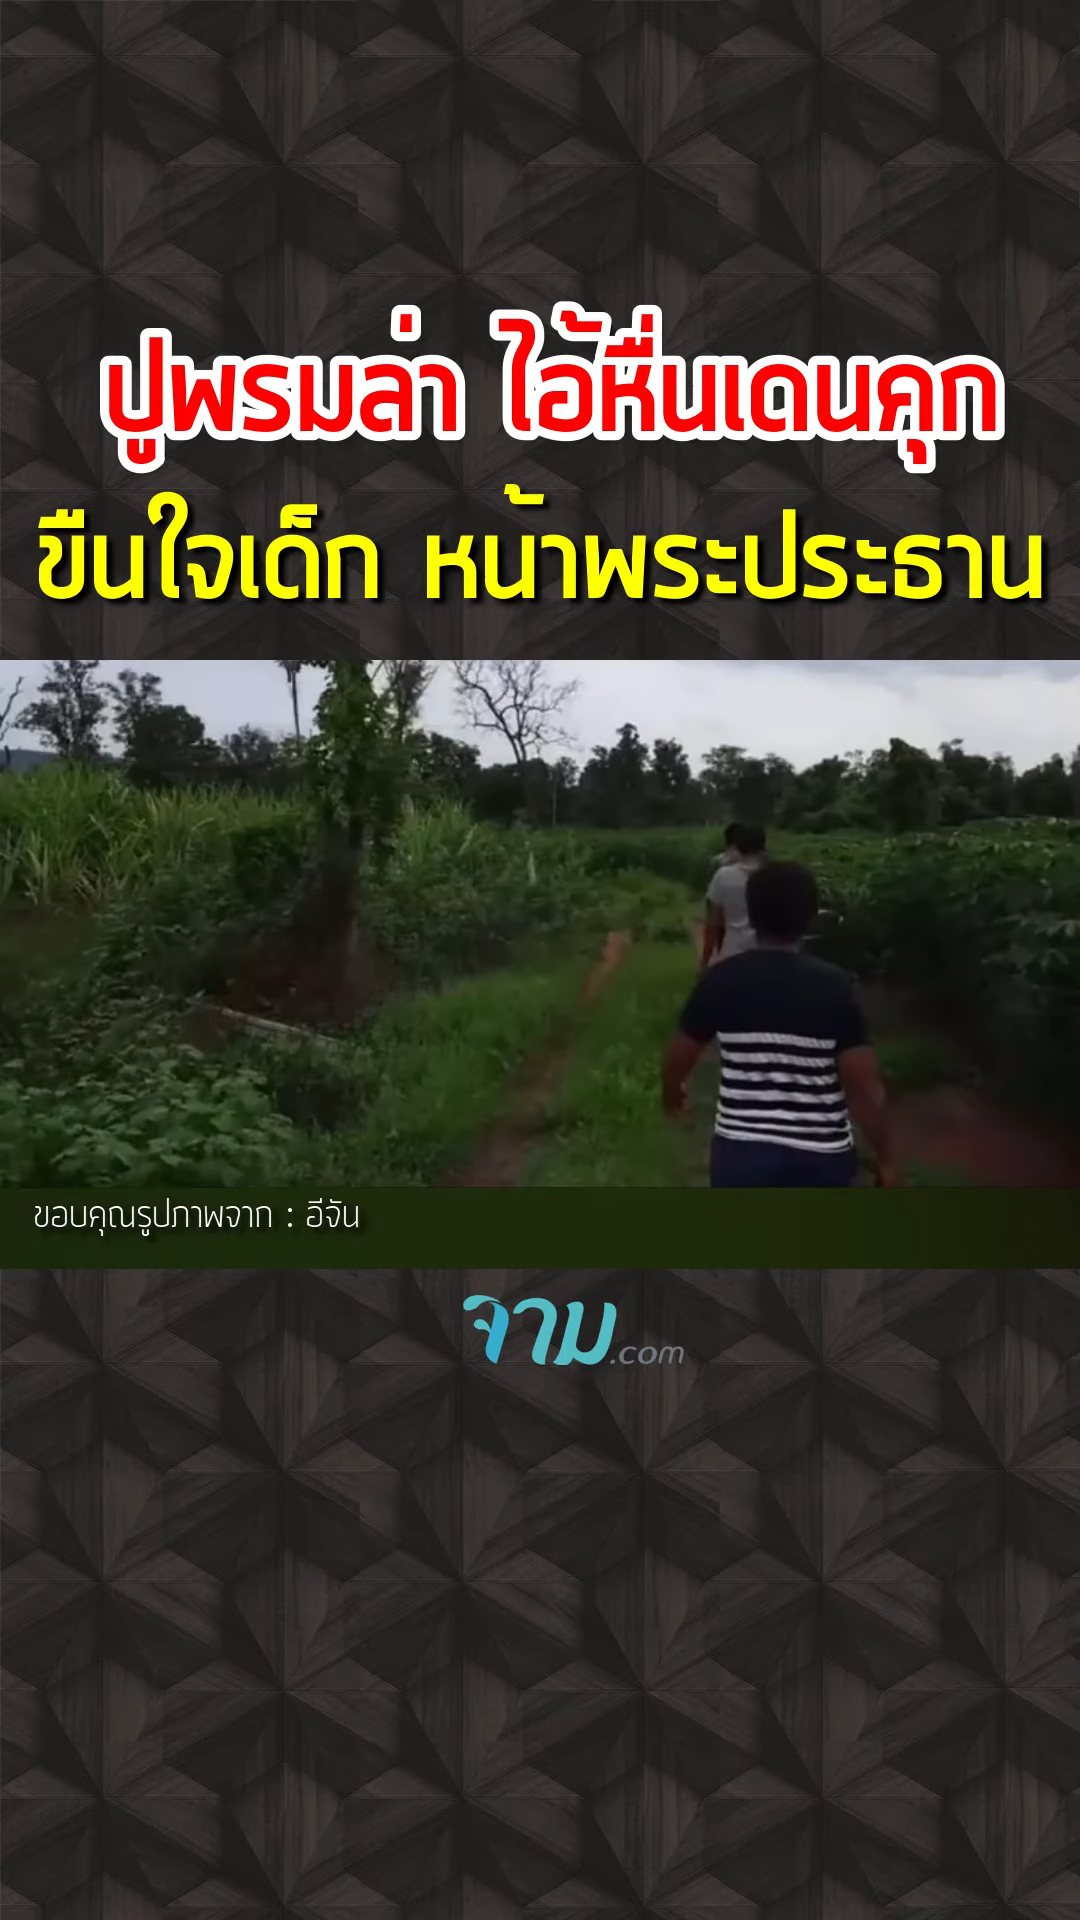 ปูพรมล่า ไอ้หื่นเดนคุก
ขืนใจเด็ก หน้าพระประธาน
ขอบคุณรูปภาพจาก : อีจัน
จาม.com